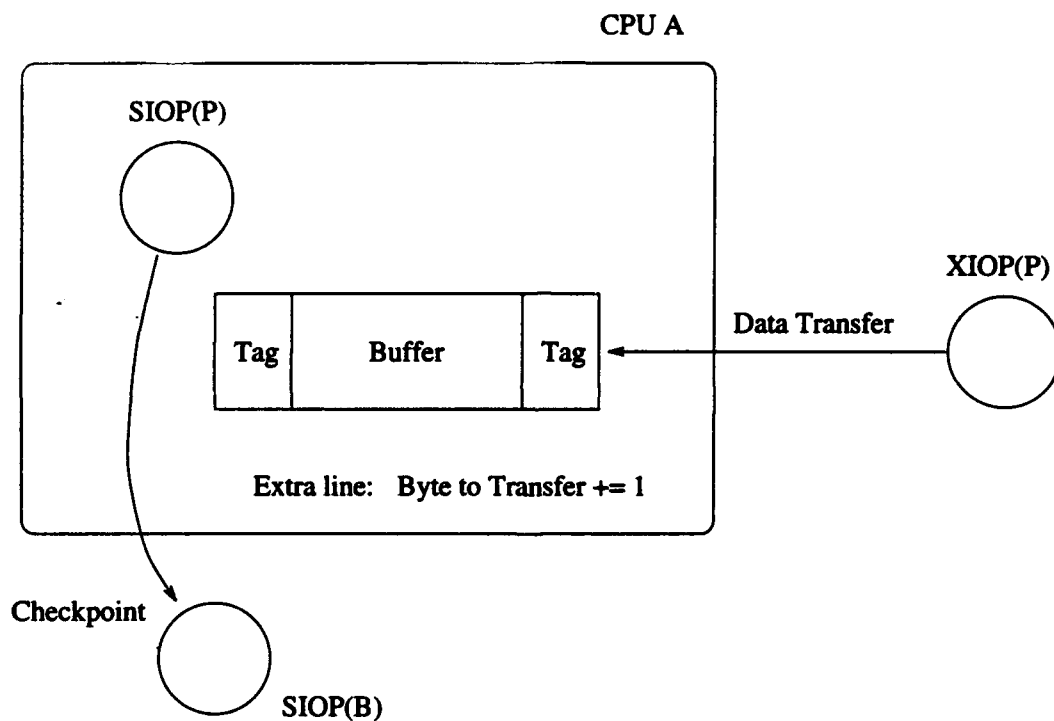 CPU A
SIOP(P)
XIOP(P)
Data Transfer
Tag Buffer Tag
Extra line: Byte to Transfer += 1
Checkpoint
SIOP(B)